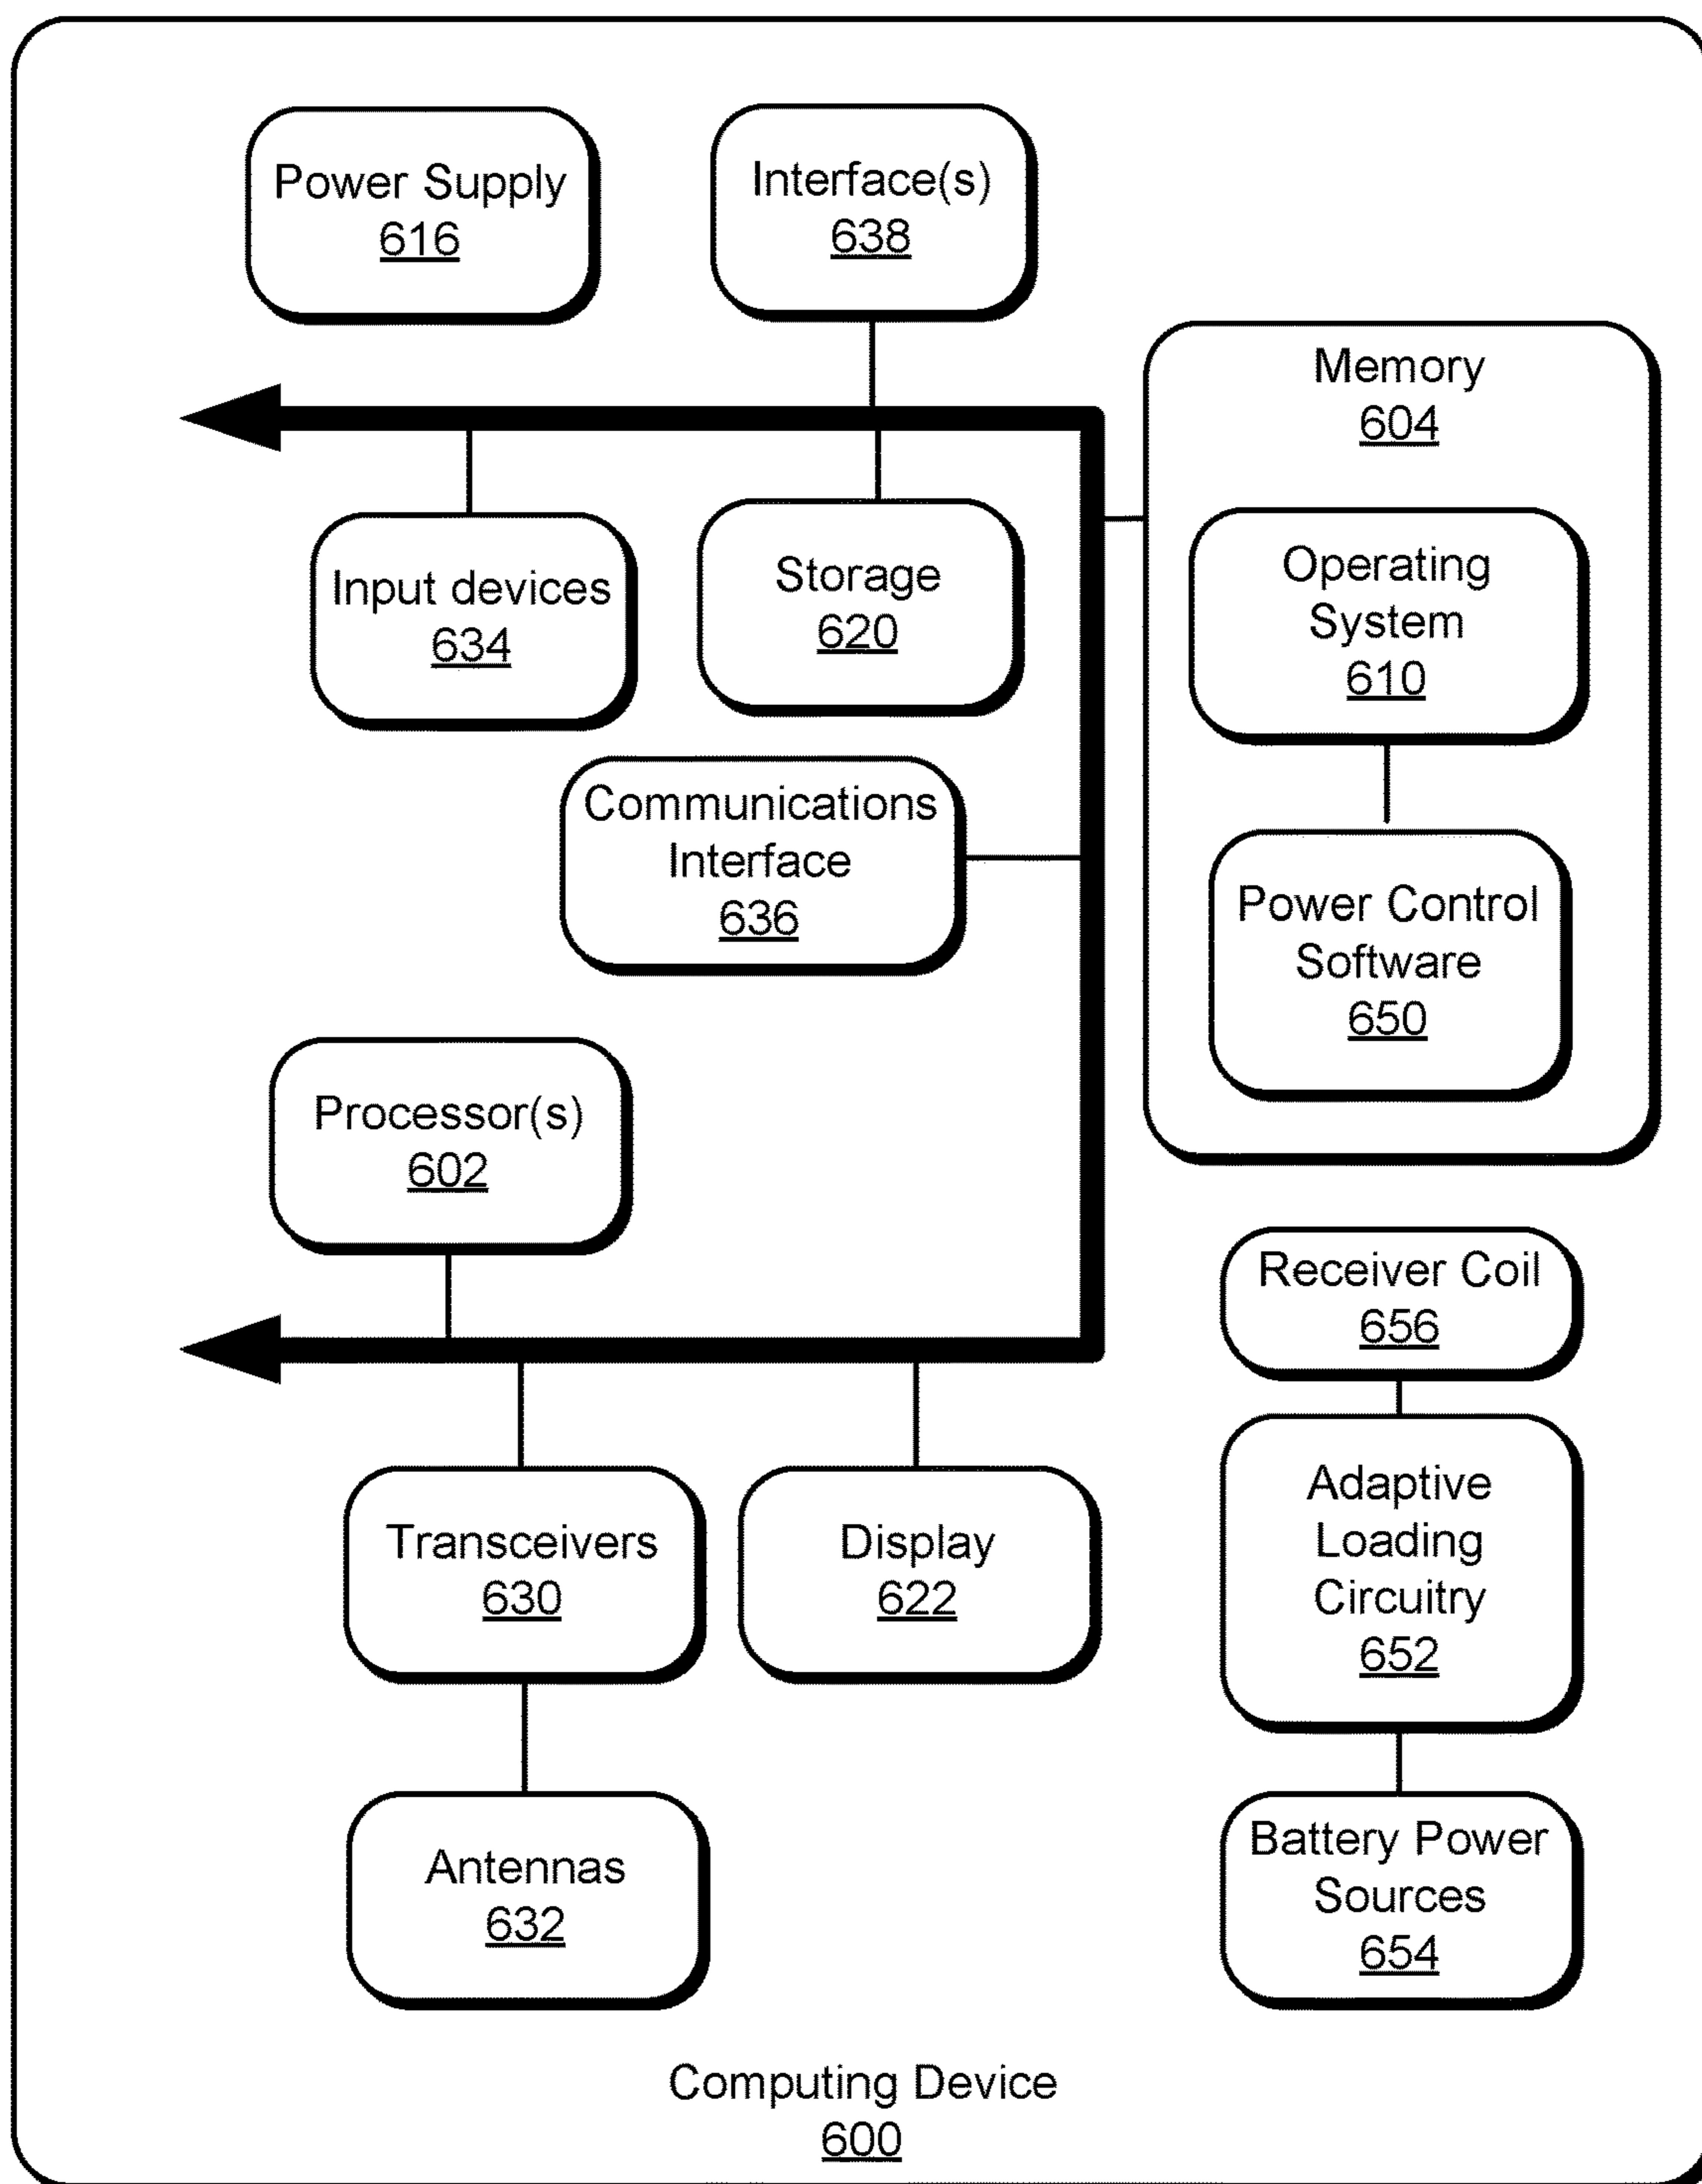 Power Supply
616
Interface(s)
638
Memory
604
Input devices
634
Storage
620
Operating
System
610
Communications
Interface
636
Power Control
Software
650
Processor(s)
602
Receiver Coil
656
Transceivers
630
Display
622
Adaptive
Loading
Circuitry
652
Antennas
632
Battery Power
Sources
654
Computing Device
600